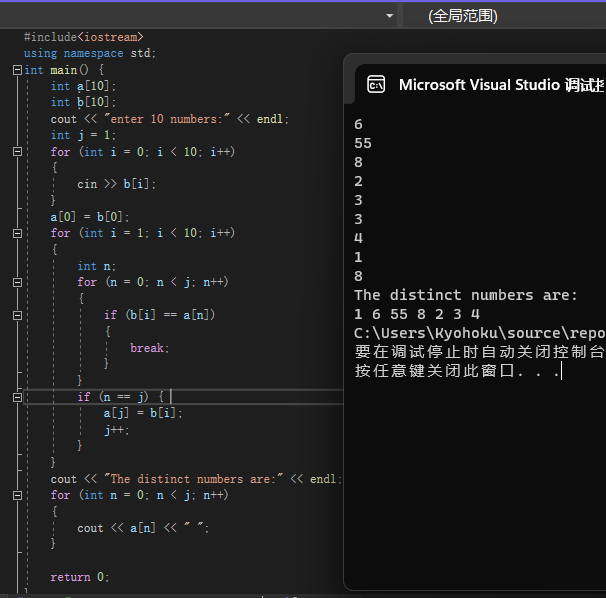 (全局范围)
#include<iostream>
using namespace std;
int main() {
int a[10];
int b[10];
cout << "enter 10 numbers:" << endl;
int j = 1;
for (int i = 0; i < 10; i++)
{
cin >> b[i];
}
a[0] = b[0];
for (int i = 1; i < 10; i++)
{
int n;
for (n = 0; n < j; n++)
{
if (b[i] == a[n])
{
break;
}
}
if (n == j) {
a[j] = b[i];
j++;
}
}
cout << "The distinct numbers are:" << endl;
for (int n = 0; n < j; n++)
{
cout << a[n] << " ";
}
return 0;
Microsoft Visual Studio 调试
6
55
8
2
3
3
4
1
8
The distinct numbers are:
1 6 55 8 2 3 4
C:\Users\Kyohoku\source\repo
要在调试停止时自动关闭控制台
按任意键关闭此窗口. . .